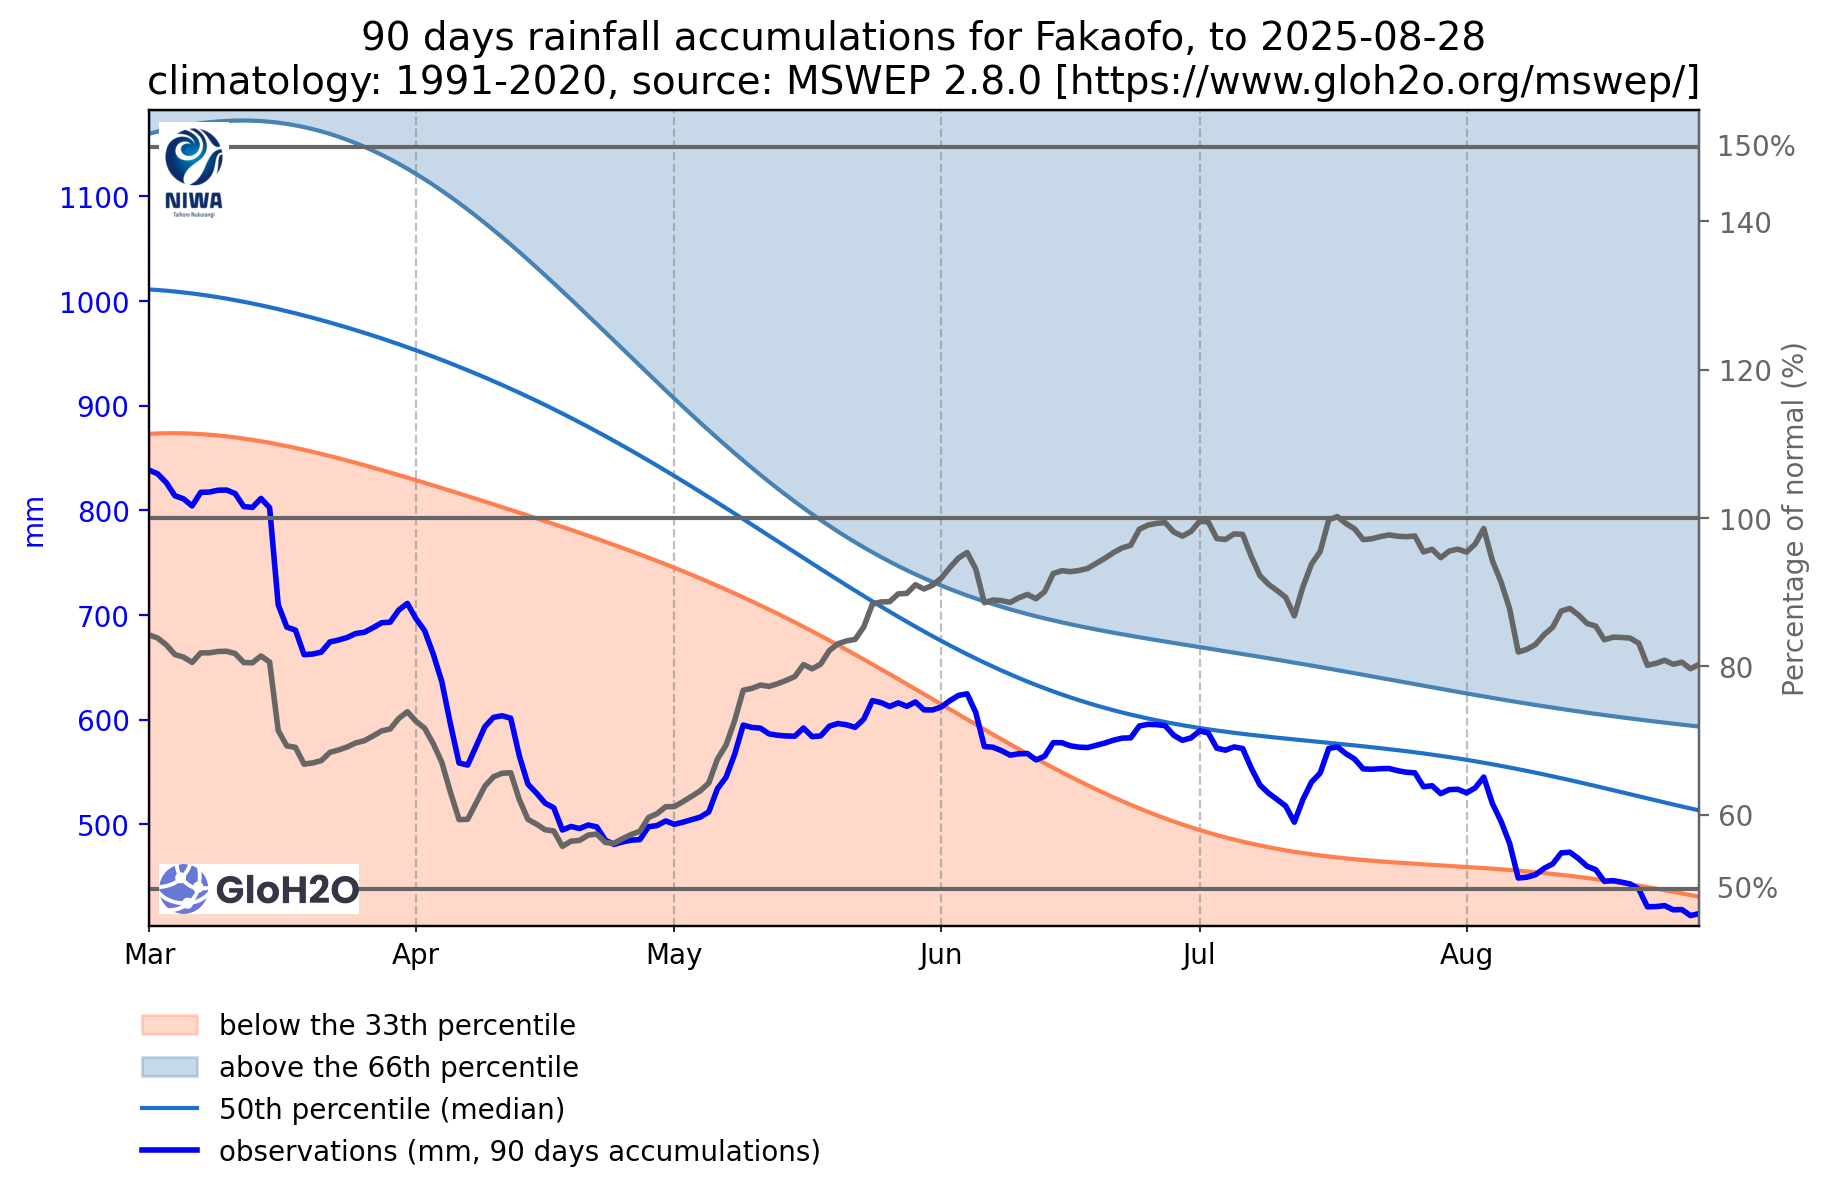 90 days rainfall accumulations for Fakaofo, to 2025-08-28
climatology: 1991-2020, source: MSWEP 2.8.0 [https://www.gloh2o.org/mswep/]
NIWA
Taihoro Nukurangi
1100
1000
900
800
700
600
500
mm
150%
140
120
100
80
60
50%
Percentage of normal (%)
GloH2O
Mar Apr May Jun Jul Aug
below the 33th percentile
above the 66th percentile
50th percentile (median)
observations (mm, 90 days accumulations)